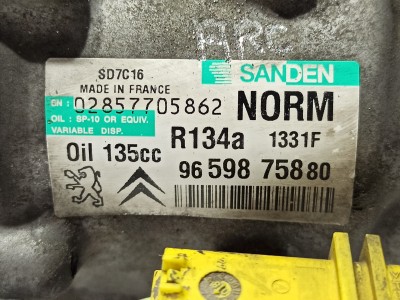 SD7C16
MADE IN FRANCE
SANDEN
GN: 02857705862 NORM
OIL: SP-10 OR EQUIV.
VARIABLE DISP.
R134a 1331F
Oil 135cc
96 598 758 80